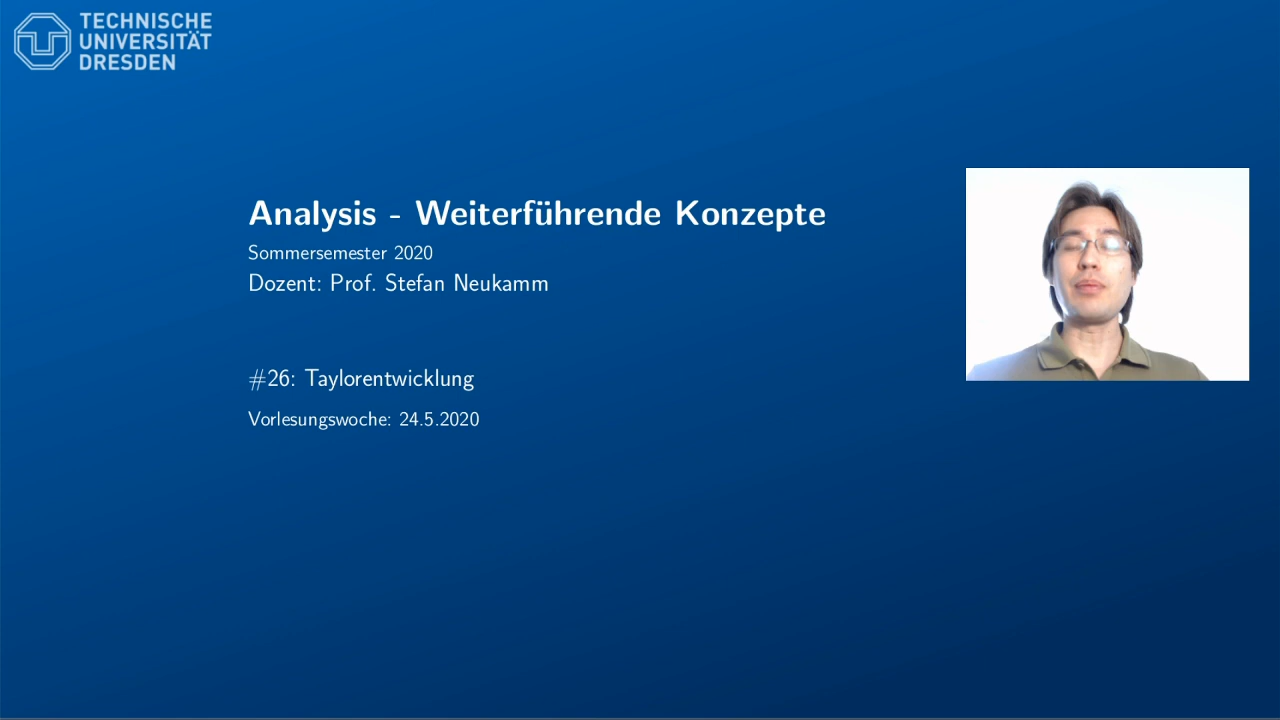 TECHNISCHE
UNIVERSITÄT
DRESDEN
Analysis - Weiterführende Konzepte
Sommersemester 2020
Dozent: Prof. Stefan Neukamm
#26: Taylorentwicklung
Vorlesungswoche: 24.5.2020